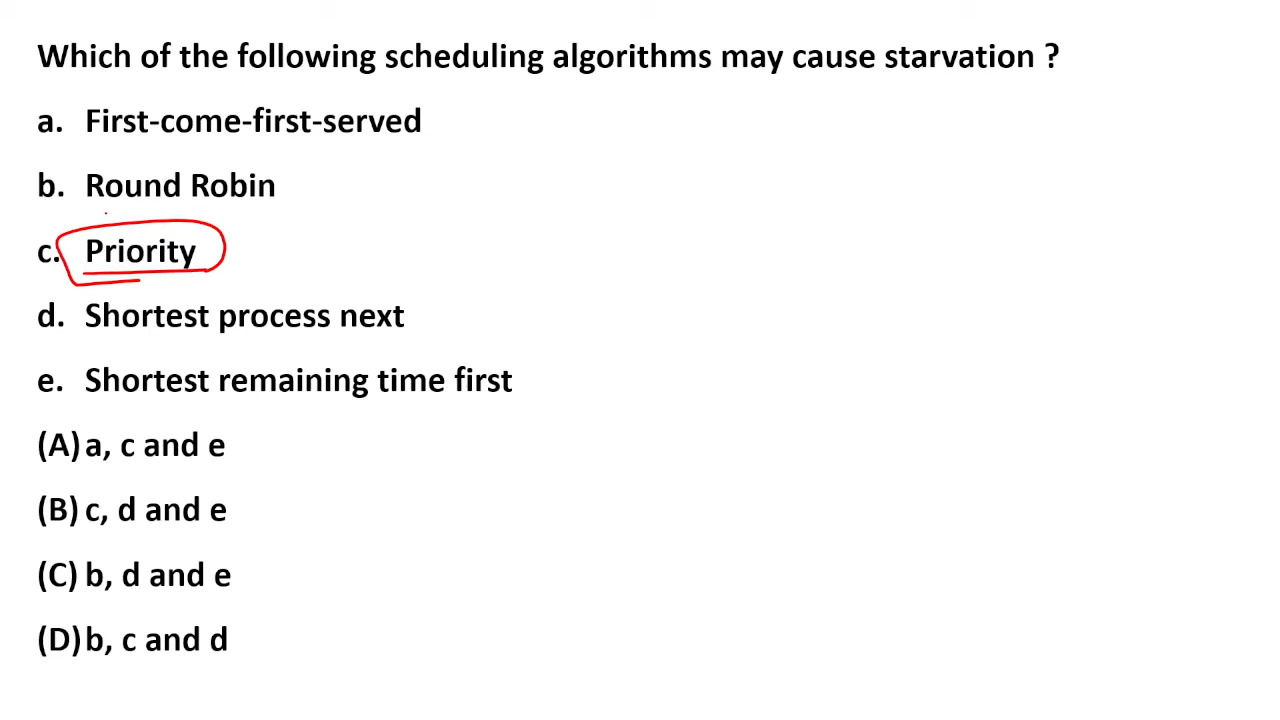 Which of the following scheduling algorithms may cause starvation ?
a. First-come-first-served
b. Round Robin
c. Priority
d. Shortest process next
e. Shortest remaining time first
(A) a, c and e
(B) c, d and e
(C) b, d and e
(D) b, c and d